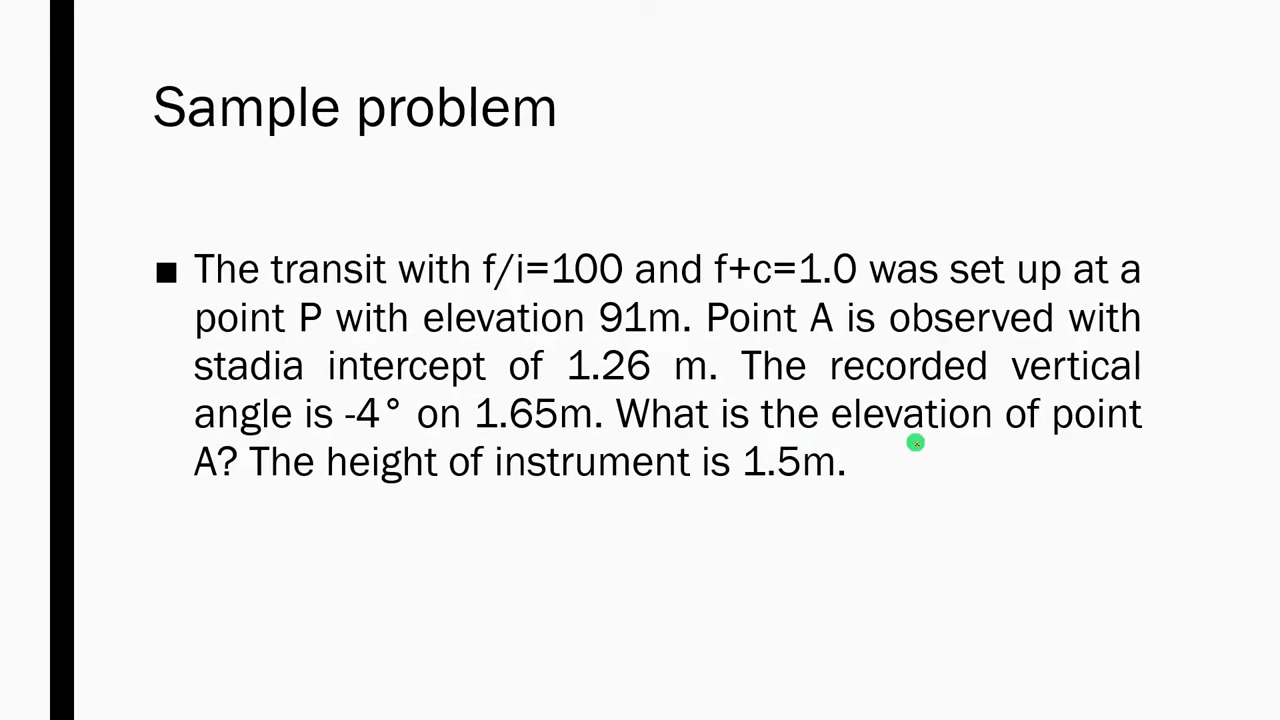 Sample problem
■ The transit with f/i=100 and f+c=1.0 was set up at a
point P with elevation 91m. Point A is observed with
stadia intercept of 1.26 m. The recorded vertical
angle is -4° on 1.65m. What is the elevation of point
A? The height of instrument is 1.5m.